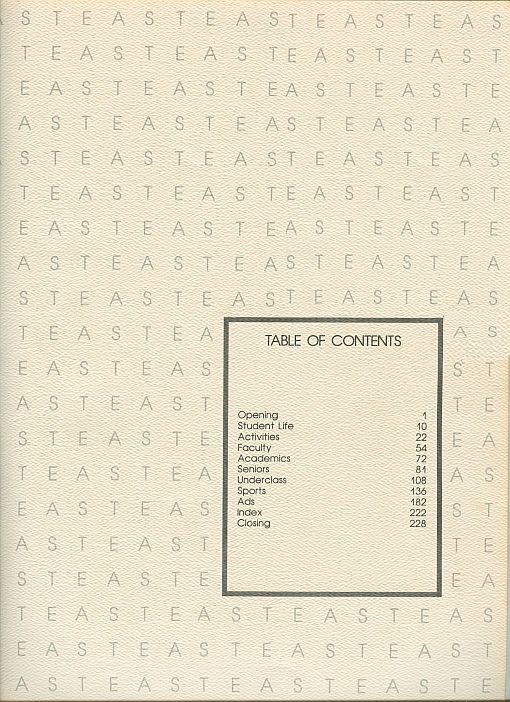 S T E A S T E A S T E A S T E A S
T E A S T E A S T E A S T E A S T
E A S T E A S T E A S T E A S T E
A S T E A S T E A S T E A S T E A
S T E A S T E A S T E A S T E A S
T E A S T E A S T E A S T E A S T
E A S T E A S T E A S T E A S T E
A S T E A S T E A S T E A S T E A
S T E A S T E A S T E A S T E A S
T E A S T E A A S
E A S T E A S S T
A S T E A S T T E
S T E A S T E E A
T E A S T E A A S
E A S T E A S S T
A S T E A S T T E
S T E A S T E E A
TABLE OF CONTENTS
Opening 1
Student Life 10
Activities 22
Faculty 54
Academics 72
Seniors 81
Underclass 108
Sports 136
Ads 182
Index 222
Closing 228
T E A S T E A S T E A S T E A S
E A S T E A S T E A S T E A S T
A S T E A S T E A S T E A S T E